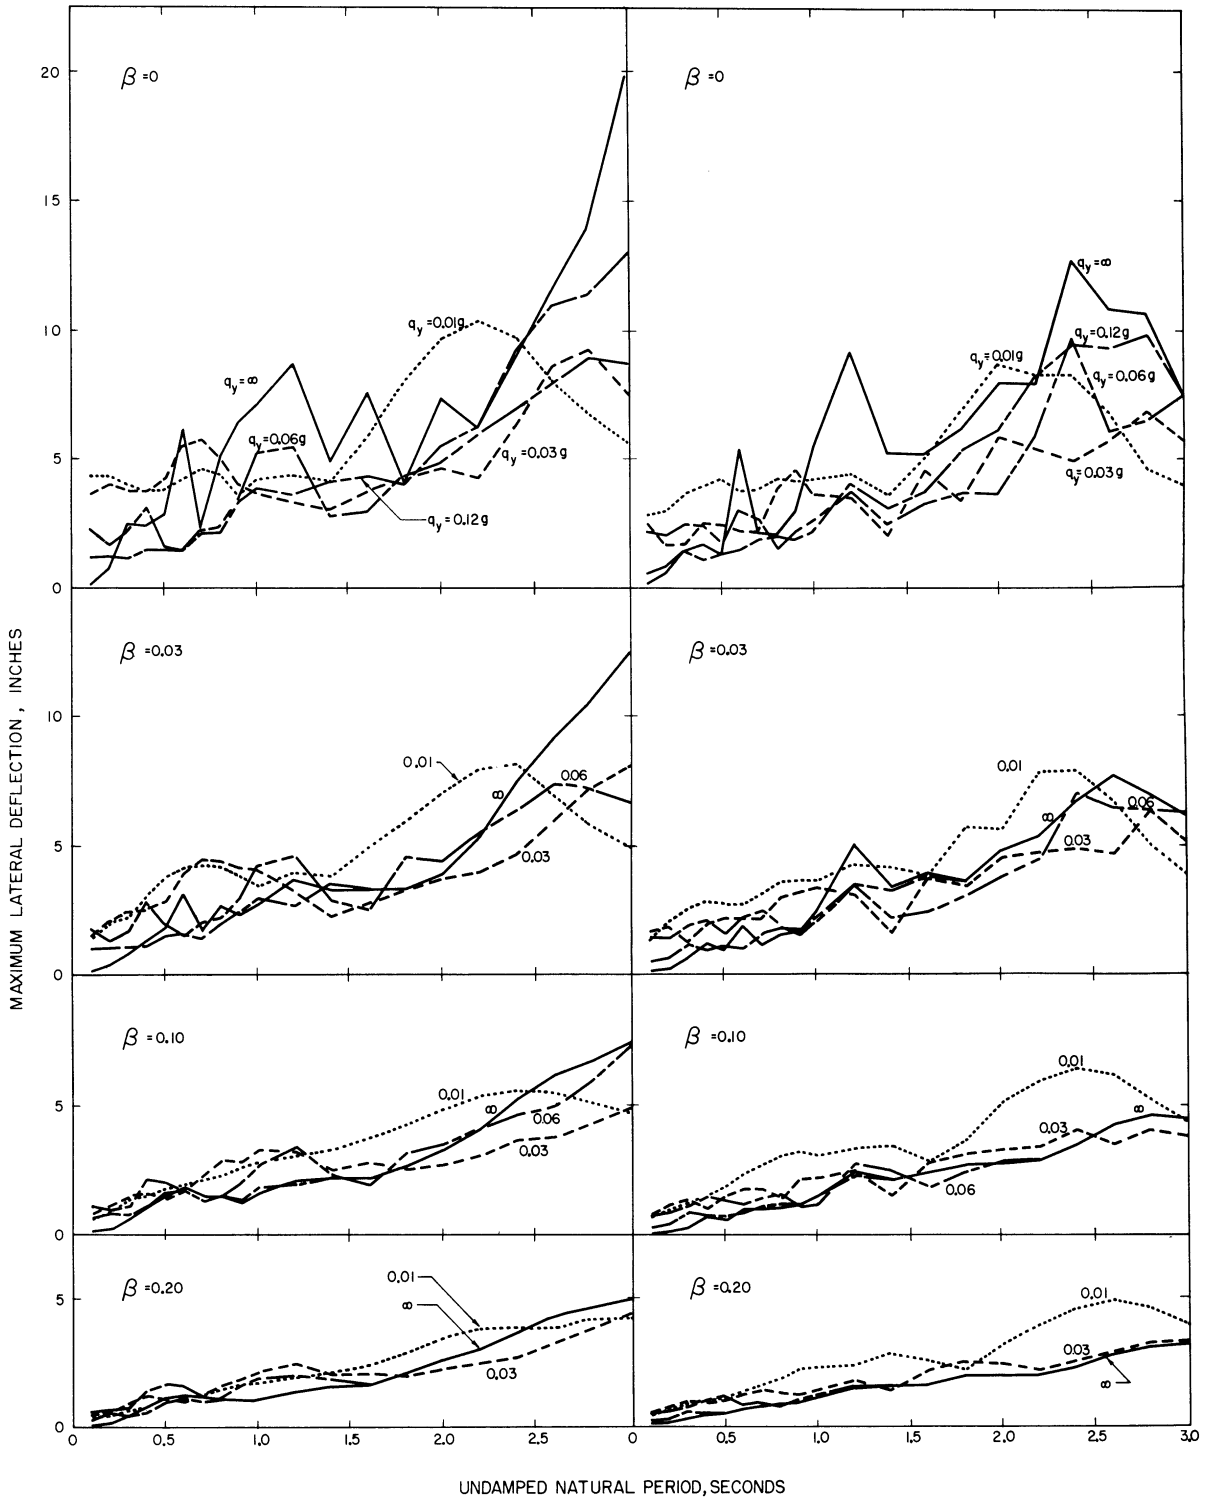 20
β=0
β=0
15
q_y=∞
q_y=0.01g
10
q_y=0.12g
q_y=0.01g
q_y=∞
q_y=0.06g
q_y=0.06g
5
q_y=0.03g
q_y=0.03g
q_y=0.12g
0
MAXIMUM LATERAL DEFLECTION, INCHES
β=0.03
β=0.03
10
0.01
0.01
0.06
∞
0.06
∞
5
0.03
0.03
0
β=0.10
β=0.10
0.01
0.01
5
∞
∞
0.06
0.03
0.03
0.06
0
β=0.20
β=0.20
0.01
0.01
5
∞
0.03
0.03
∞
0
0 0.5 1.0 1.5 2.0 2.5 0 0.5 1.0 1.5 2.0 2.5 3.0
UNDAMPED NATURAL PERIOD, SECONDS